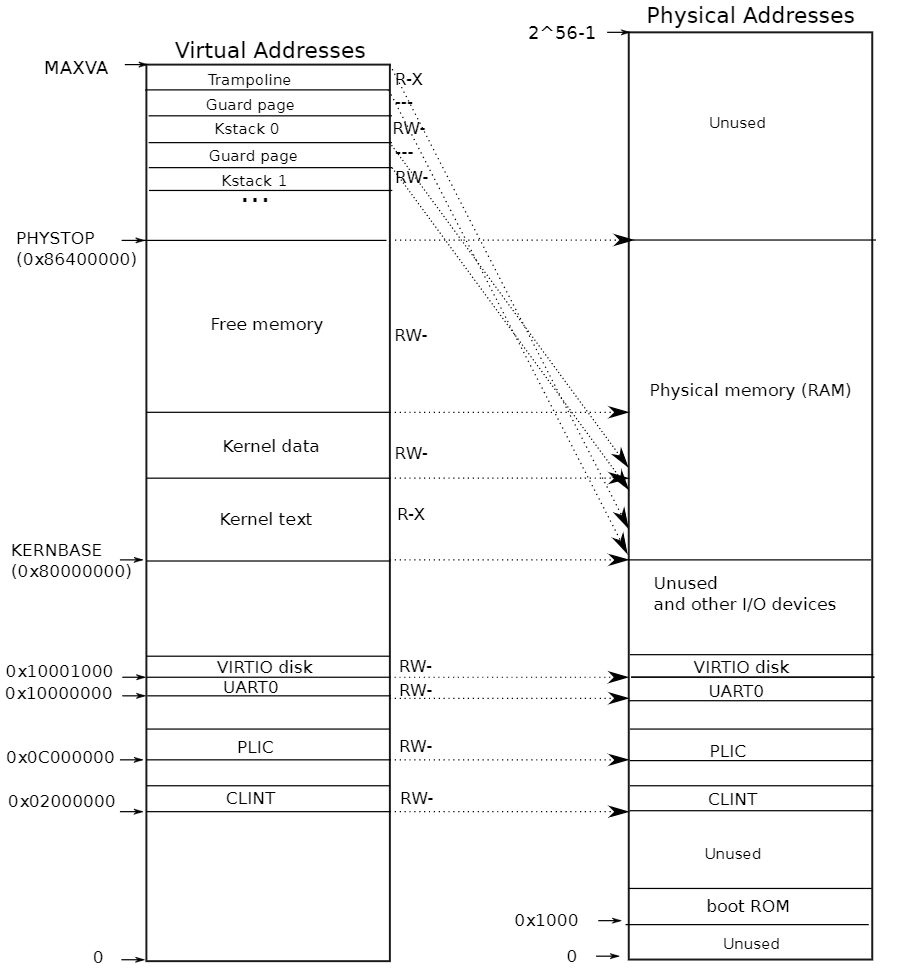 Physical Addresses
2^56-1
Virtual Addresses
MAXVA
Trampoline
R-X
Guard page
---
Unused
Kstack 0
RW-
Guard page
---
Kstack 1
RW-
...
PHYSTOP
(0x86400000)
Free memory
RW-
Physical memory (RAM)
Kernel data
RW-
Kernel text
R-X
KERNBASE
(0x80000000)
Unused
and other I/O devices
0x10001000
VIRTIO disk
RW-
VIRTIO disk
0x10000000
UART0
RW-
UART0
0x0C000000
PLIC
RW-
PLIC
0x02000000
CLINT
RW-
CLINT
Unused
boot ROM
0x1000
Unused
0
0